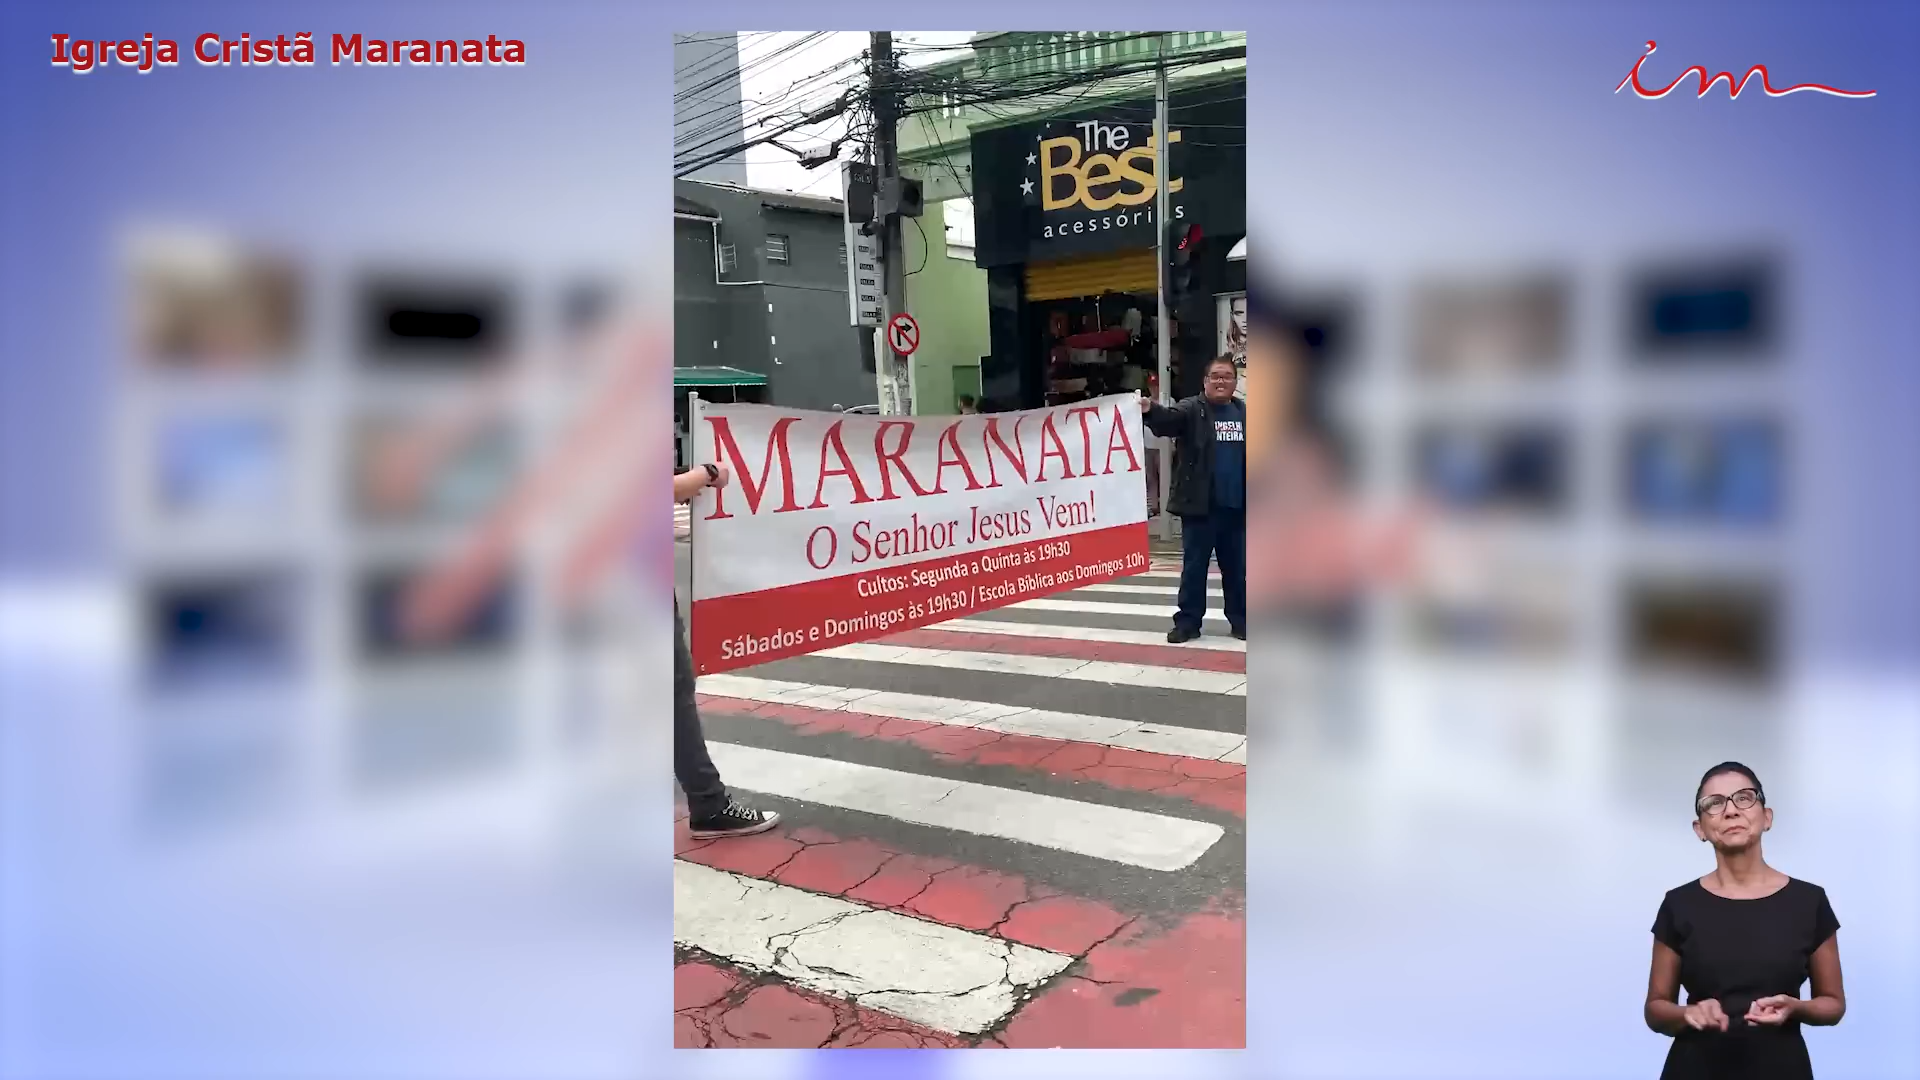 Igreja Cristã Maranata
im
The
Best
MARANATA
O Senhor Jesus Vem!
Cultos: Segunda a Quinta às 19h30
Sábados e Domingos às 19h30 / Escola Bíblica aos Domingos 10h